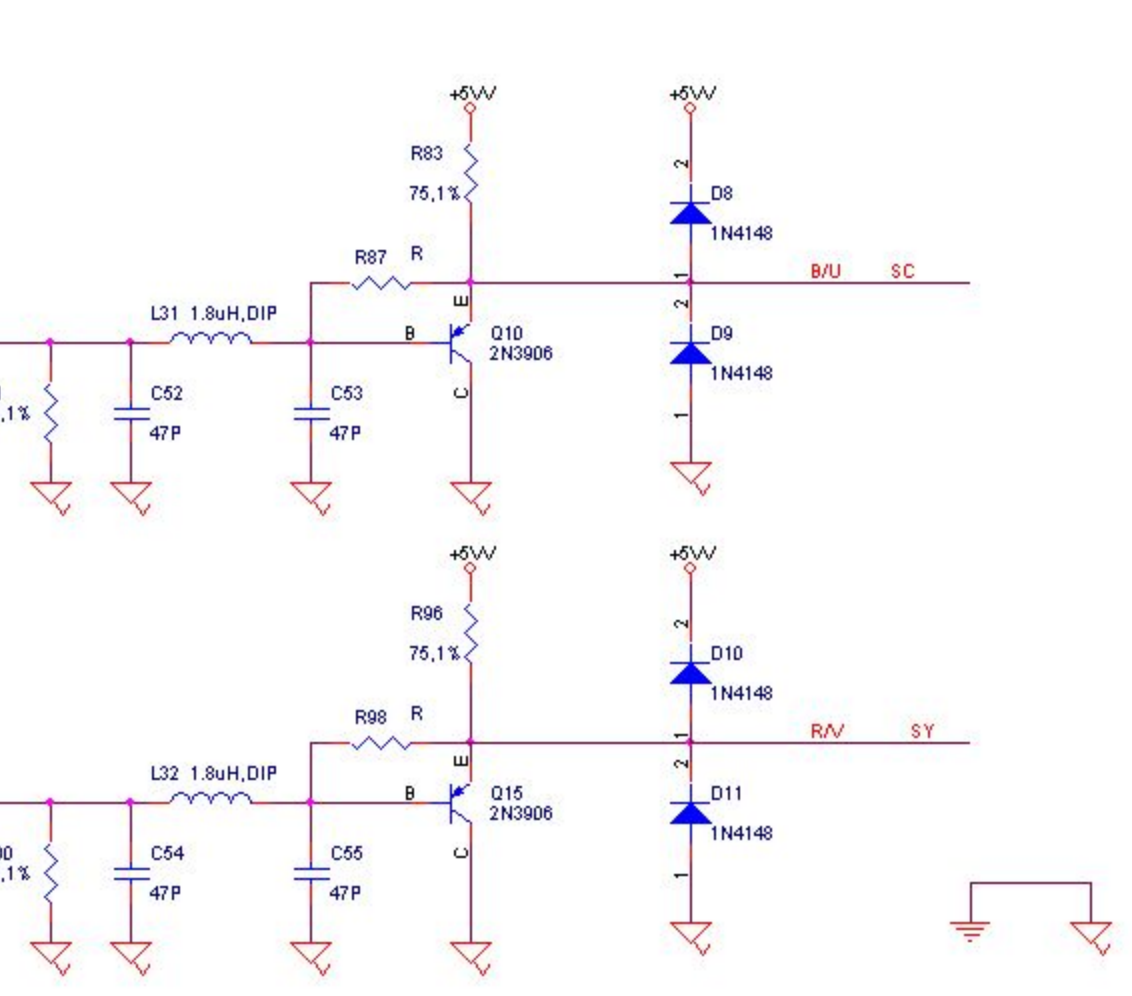 +5VV
+5VV
R83
75,1%
2
D8
1N4148
R87 R
1
B/U SC
E
2
L31 1.8uH,DIP
B
Q10
2N3906
D9
1N4148
C52
47P
C53
47P
C
1
,1%
+5VV
+5VV
R96
75,1%
2
D10
1N4148
R98 R
1
R/V SY
E
2
L32 1.8uH,DIP
B
Q15
2N3906
D11
1N4148
C54
47P
C55
47P
C
1
,1%